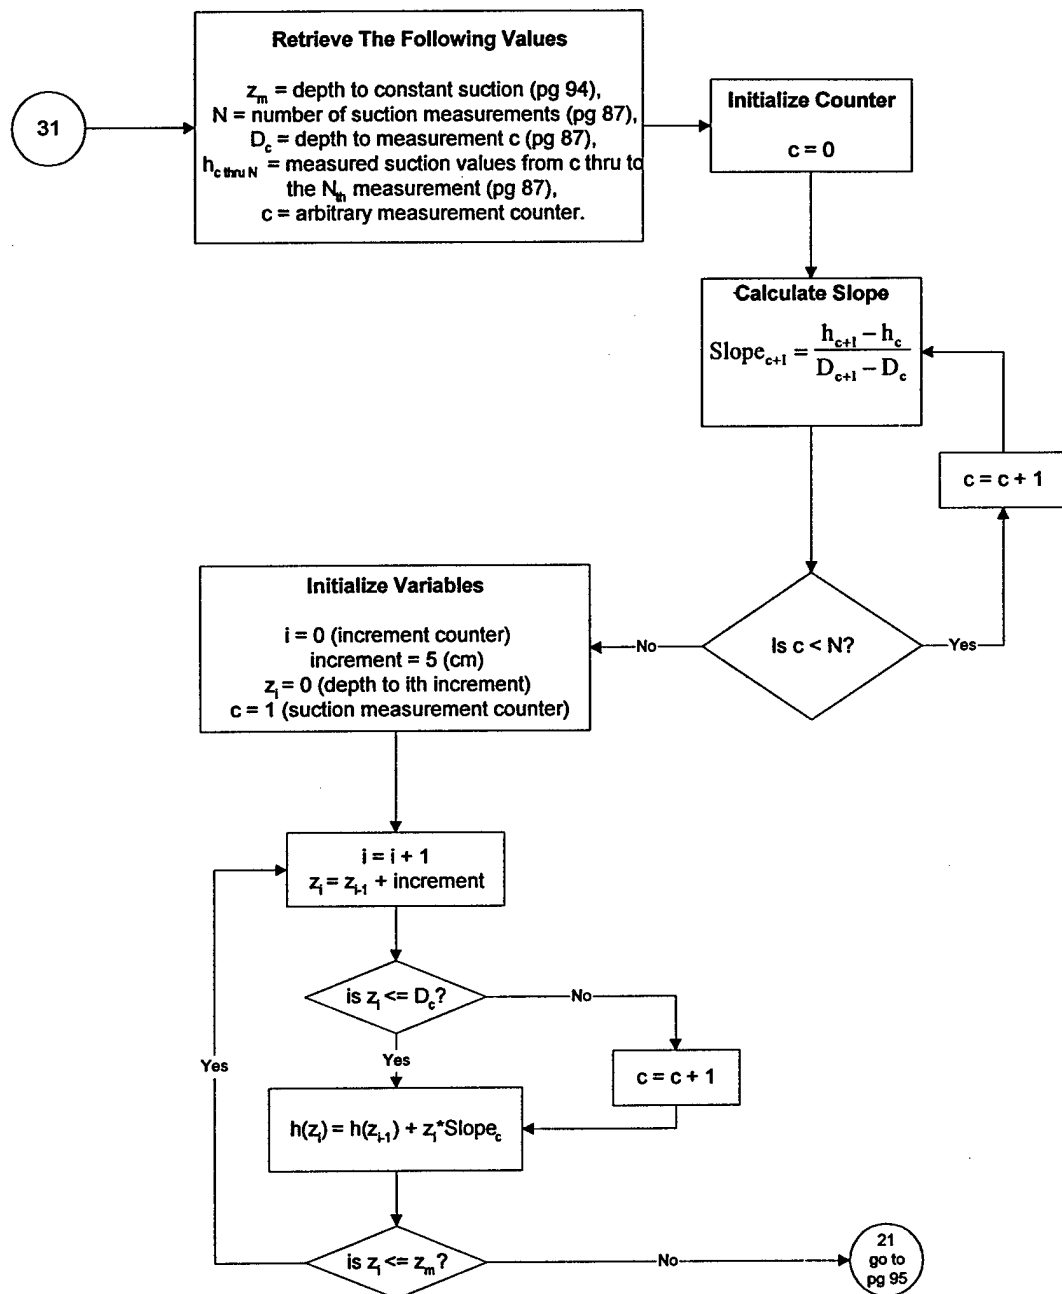 31
Retrieve The Following Values
z_m = depth to constant suction (pg 94),
N = number of suction measurements (pg 87),
D_c = depth to measurement c (pg 87),
h_c thru N = measured suction values from c thru to
the N_th measurement (pg 87),
c = arbitrary measurement counter.
Initialize Counter
c = 0
Calculate Slope
Slope_c+1 = (h_c+1 − h_c) / (D_c+1 − D_c)
c = c + 1
Is c < N?
Yes
No
Initialize Variables
i = 0 (increment counter)
increment = 5 (cm)
z_i = 0 (depth to ith increment)
c = 1 (suction measurement counter)
i = i + 1
z_i = z_i-1 + increment
is z_i <= D_c?
No
Yes
Yes
c = c + 1
h(z_i) = h(z_i-1) + z_i*Slope_c
is z_i <= z_m?
No
21
go to
pg 95